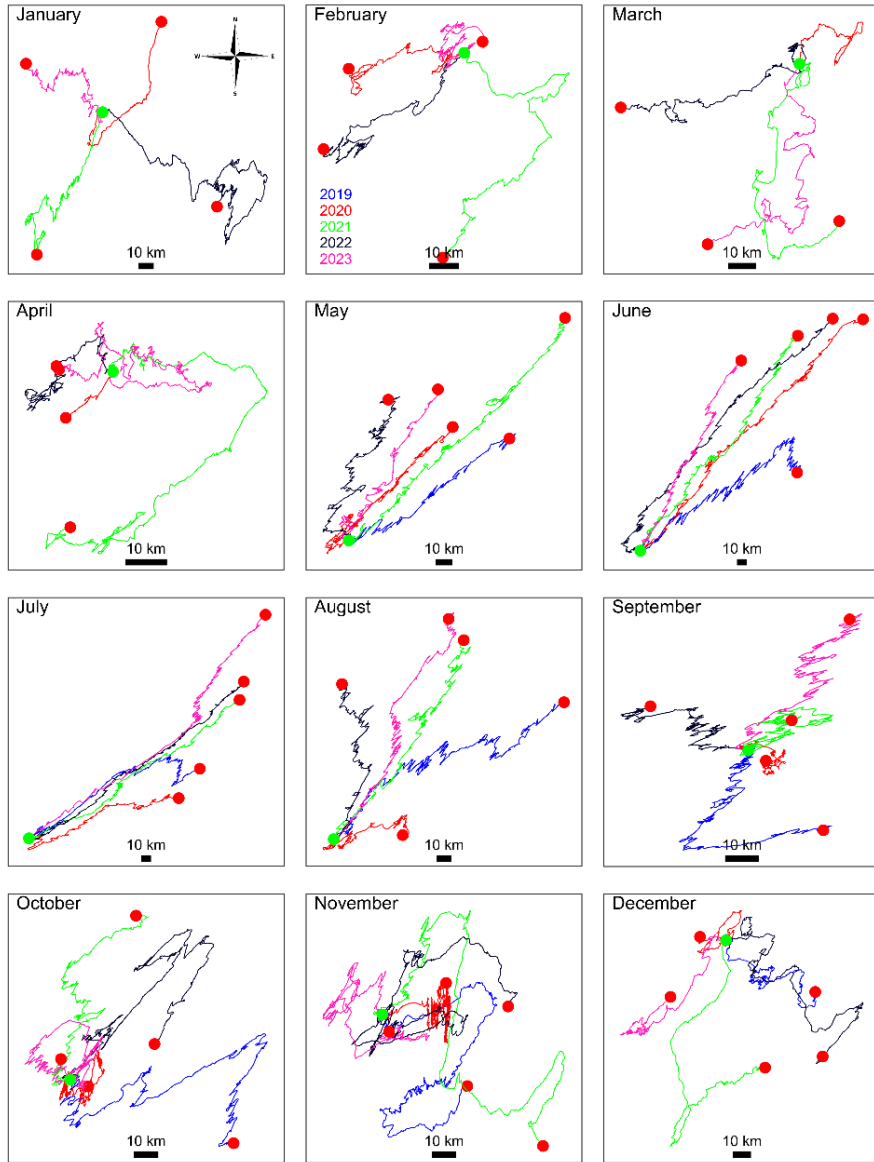 January
N
W
E
S
10 km
February
2019
2020
2021
2022
2023
10 km
March
10 km
April
10 km
May
10 km
June
10 km
July
10 km
August
10 km
September
10 km
October
10 km
November
10 km
December
10 km